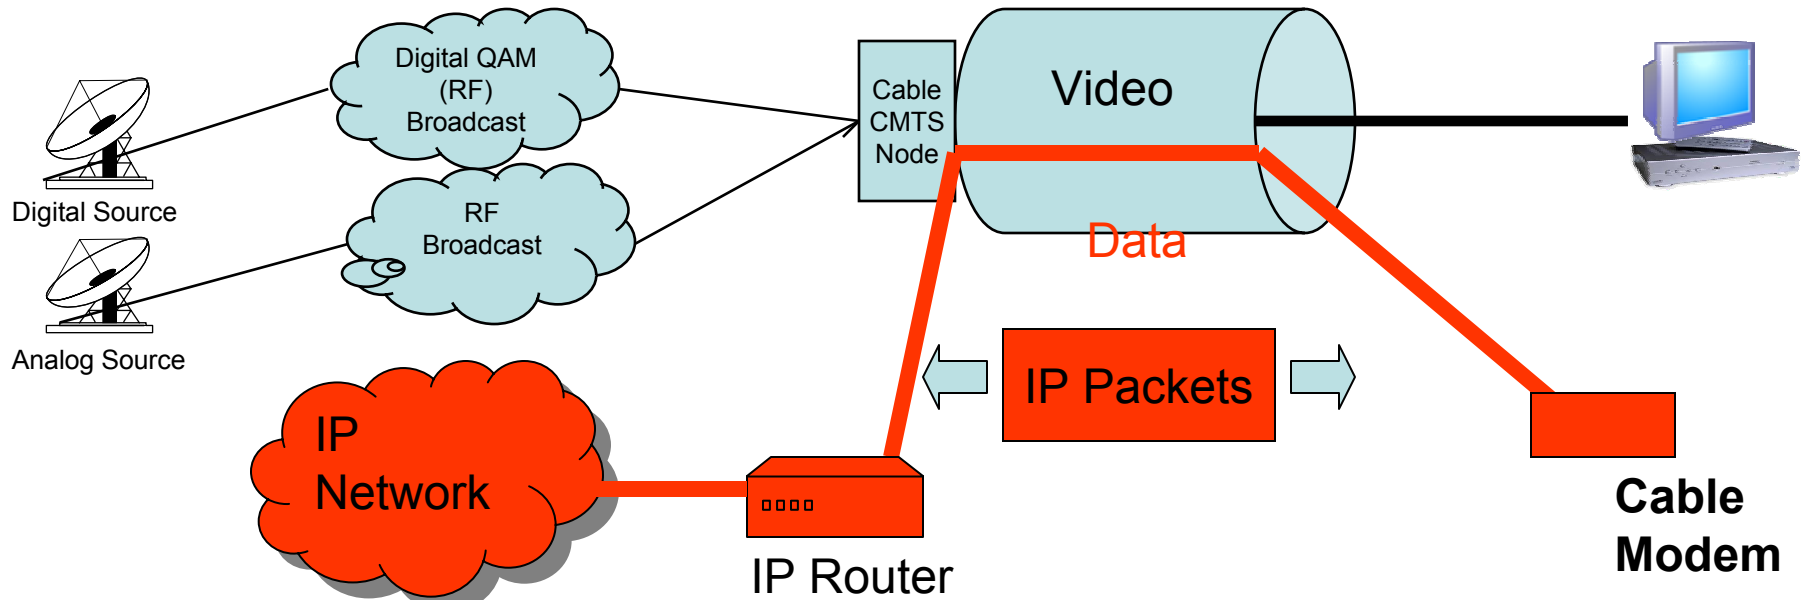 Digital QAM
(RF)
Broadcast
Cable
CMTS
Node
Video
Digital Source
RF
Broadcast
Data
Analog Source
IP Packets
IP
Network
IP Router
Cable
Modem